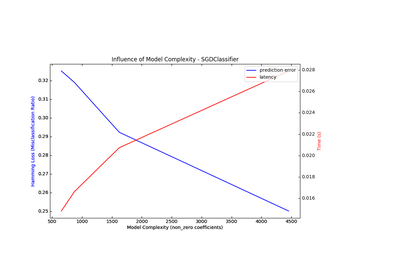 Influence of Model Complexity - SGDClassifier
prediction error
latency
0.32
0.31
0.30
0.29
0.28
0.27
0.26
0.25
Hamming Loss (Misclassification Ratio)
0.028
0.026
0.024
0.022
0.020
0.018
0.016
Time (s)
500 1000 1500 2000 2500 3000 3500 4000 4500
Model Complexity (non_zero coefficients)